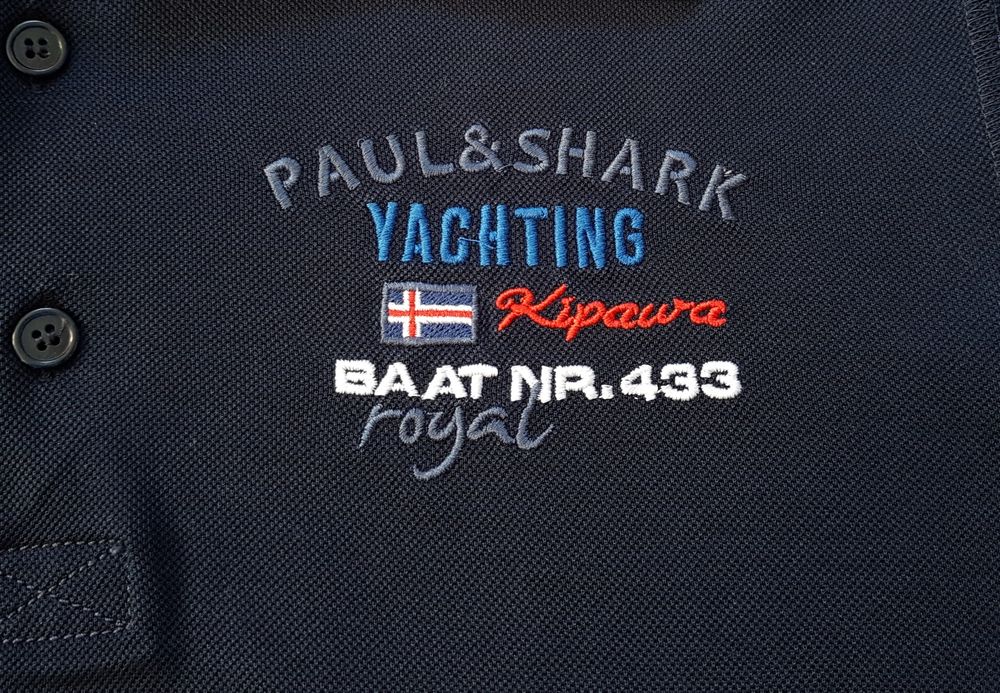 PAUL&SHARK
YACHTING
Kipawa
BAAT NR.433
royal